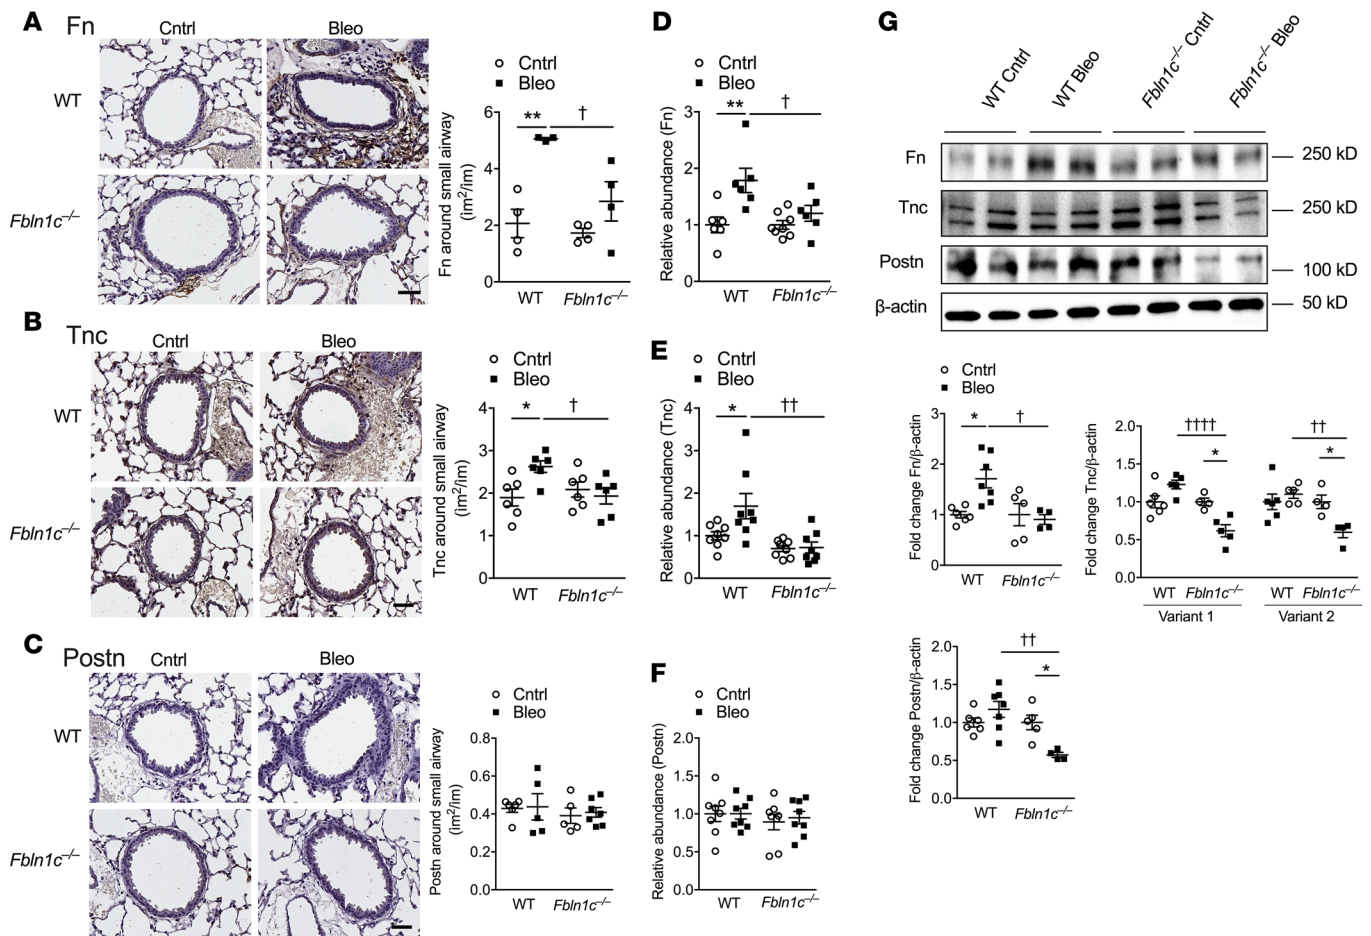 A Fn
Cntrl Bleo
WT
Fbln1c–/–
Cntrl
Bleo
Fn around small airway
(im2/im)
6
4
2
0
** †
WT Fbln1c–/–
B Tnc
Cntrl Bleo
WT
Fbln1c–/–
Cntrl
Bleo
Tnc around small airway
(im2/im)
4
3
2
1
0
* †
WT Fbln1c–/–
C Postn
Cntrl Bleo
WT
Fbln1c–/–
Cntrl
Bleo
Postn around small airway
(im2/im)
0.8
0.6
0.4
0.2
0.0
WT Fbln1c–/–
D
Cntrl
Bleo
Relative abundance (Fn)
3
2
1
0
** †
WT Fbln1c–/–
E
Cntrl
Bleo
Relative abundance (Tnc)
4
3
2
1
0
* ††
WT Fbln1c–/–
F
Cntrl
Bleo
Relative abundance (Postn)
2.0
1.5
1.0
0.5
0.0
WT Fbln1c–/–
G
WT Cntrl
WT Bleo
Fbln1c–/– Cntrl
Fbln1c–/– Bleo
Fn 250 kD
Tnc 250 kD
Postn 100 kD
β-actin 50 kD
Cntrl
Bleo
Fold change Fn/β-actin
3
2
1
0
* †
WT Fbln1c–/–
Fold change Tnc/β-actin
2.0
1.5
1.0
0.5
0.0
†††† ††
* *
WT Fbln1c–/– WT Fbln1c–/–
Variant 1 Variant 2
Fold change Postn/β-actin
2.0
1.5
1.0
0.5
0.0
††
*
WT Fbln1c–/–